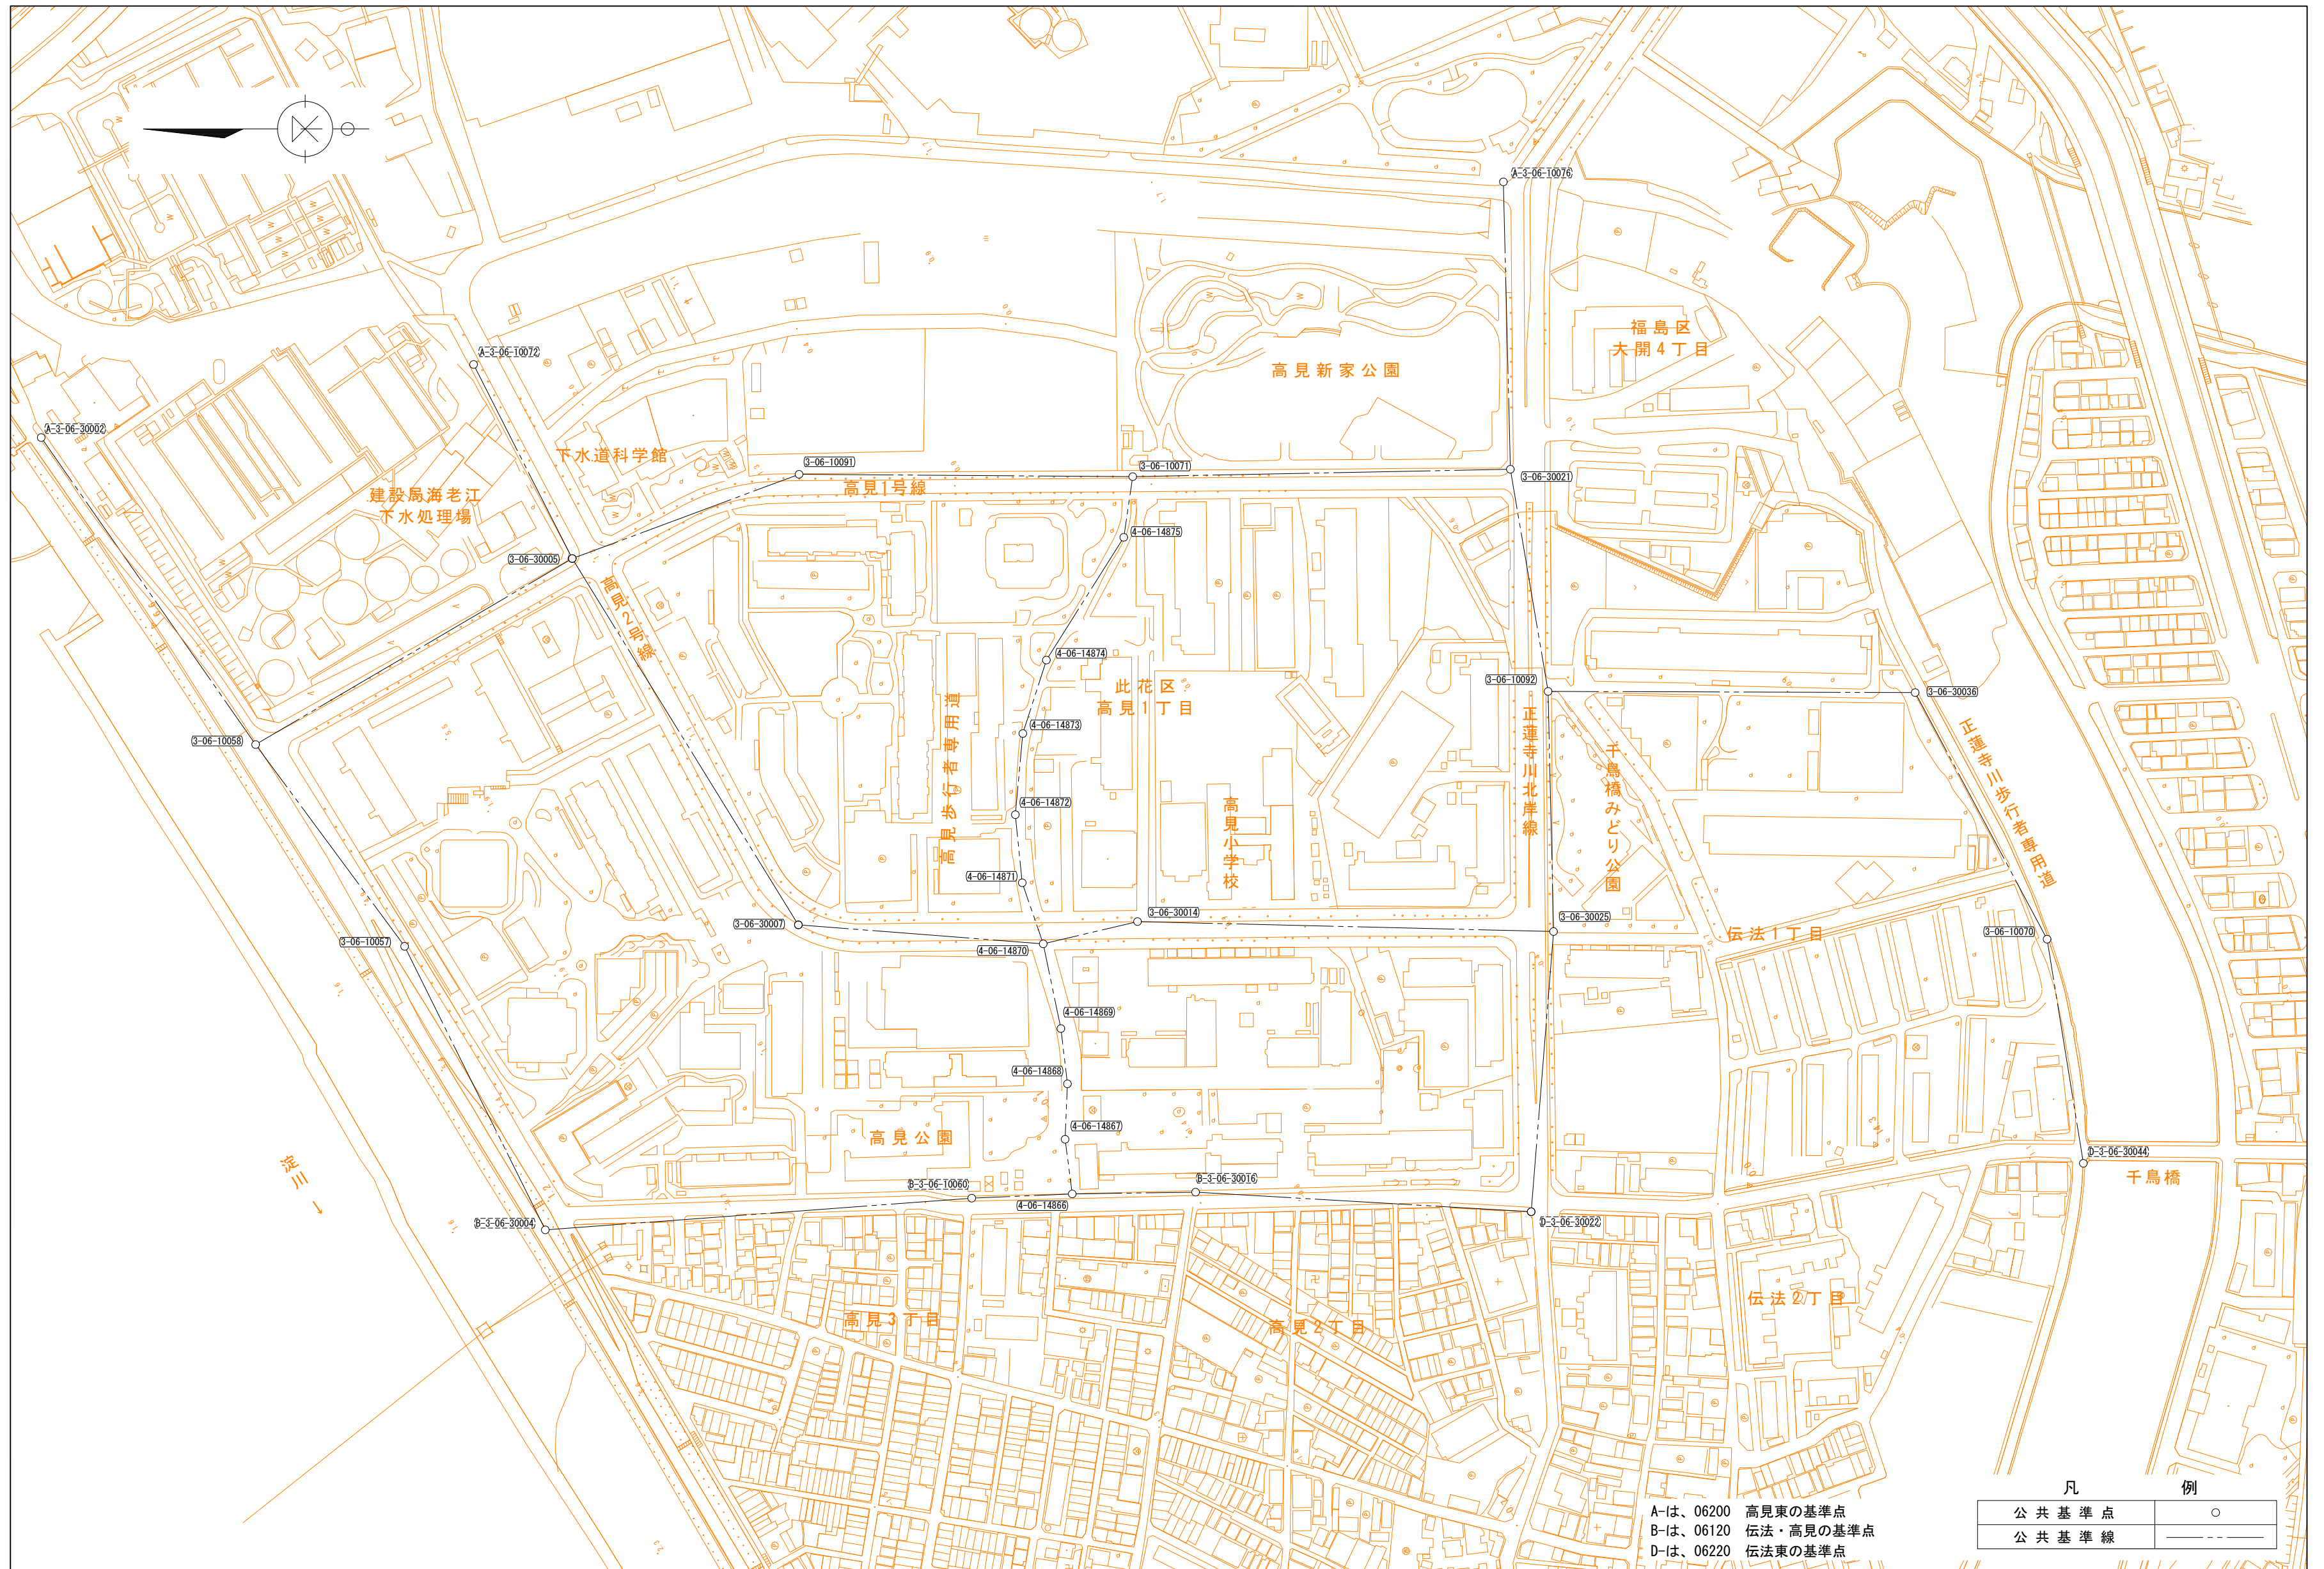 A-3-06-10076
福島区
大開4丁目
A-3-06-10072
高見新家公園
A-3-06-30002
下水道科学館
3-06-10091
3-06-10071
3-06-30021
高見1号線
建設局海老江
下水処理場
4-06-14875
3-06-30005
高見2号線
4-06-14874
此花区
高見1丁目
3-06-10092
3-06-30036
高見歩行者専用道
正蓮寺川北岸線
千鳥橋みどり公園
正蓮寺川歩行者専用道
4-06-14873
3-06-10058
4-06-14872
高見小学校
4-06-14871
3-06-30007
3-06-30014
3-06-30025
伝法1丁目
3-06-10070
3-06-10057
4-06-14870
4-06-14869
4-06-14868
4-06-14867
高見公園
D-3-06-30044
千鳥橋
淀川
→
B-3-06-10060
B-3-06-30016
4-06-14866
B-3-06-30004
D-3-06-30022
高見3丁目
高見2丁目
伝法2丁目
A-は、06200 高見東の基準点
B-は、06120 伝法・高見の基準点
D-は、06220 伝法東の基準点
凡例
公共基準点
公共基準線